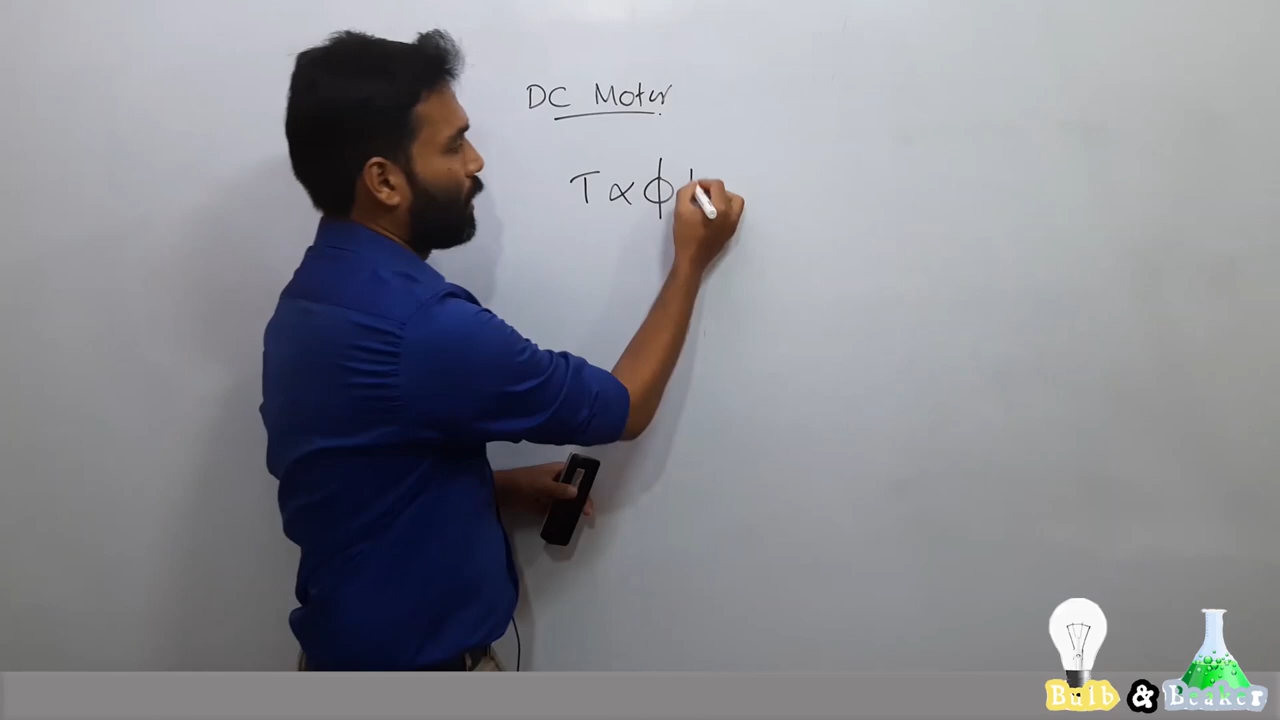 DC Motor
T ∝ ϕ
Bulb & Beaker